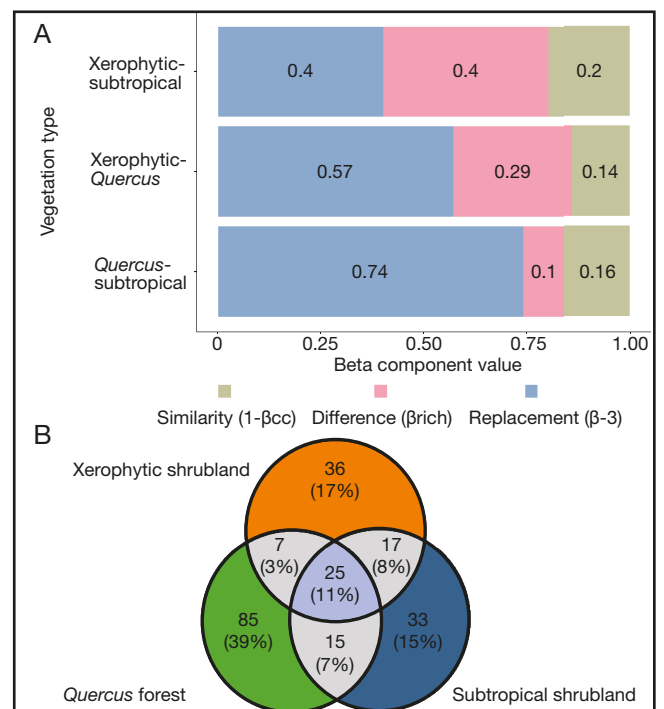 A
Vegetation type
Xerophytic-
subtropical
0.4 0.4 0.2
Xerophytic-
Quercus
0.57 0.29 0.14
Quercus-
subtropical
0.74 0.1 0.16
0 0.25 0.50 0.75 1.00
Beta component value
Similarity (1-βcc) Difference (βrich) Replacement (β-3)
B
Xerophytic shrubland
36
(17%)
7
(3%)
17
(8%)
25
(11%)
85
(39%)
33
(15%)
15
(7%)
Quercus forest
Subtropical shrubland